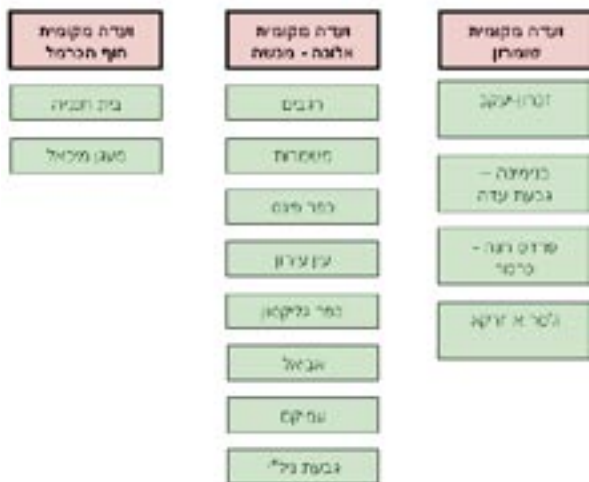 ועדה מקומית
שומרון
זכרון-יעקב
בנימינה –
גבעת עדה
פרדס חנה -
כרכור
ג'סר א זרקא
ועדה מקומית
אלונה - מנשה
רגבים
משמרות
כפר פינס
עין עירון
כפר גליקסון
אביאל
עמיקם
גבעת ניל"י
ועדה מקומית
חוף הכרמל
בית חנניה
מעגן מיכאל